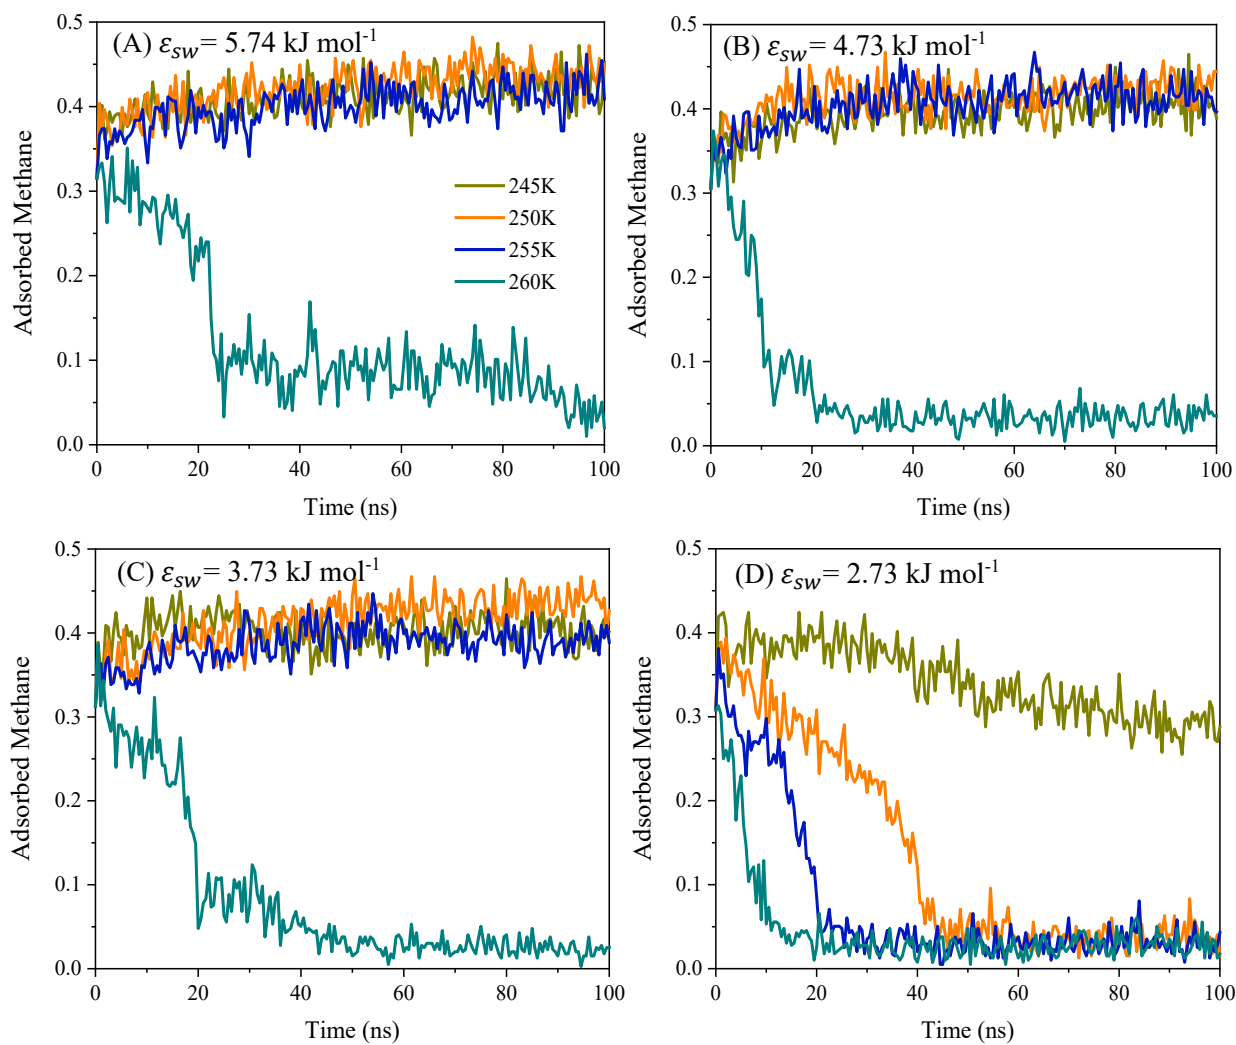 (A) εsw= 5.74 kJ mol-1
0.5
0.4
0.3
0.2
0.1
0.0
Adsorbed Methane
245K
250K
255K
260K
0 20 40 60 80 100
Time (ns)
(B) εsw= 4.73 kJ mol-1
0.5
0.4
0.3
0.2
0.1
0.0
Adsorbed Methane
0 20 40 60 80 100
Time (ns)
(C) εsw= 3.73 kJ mol-1
0.5
0.4
0.3
0.2
0.1
0.0
Adsorbed Methane
0 20 40 60 80 100
Time (ns)
(D) εsw= 2.73 kJ mol-1
0.5
0.4
0.3
0.2
0.1
0.0
Adsorbed Methane
0 20 40 60 80 100
Time (ns)